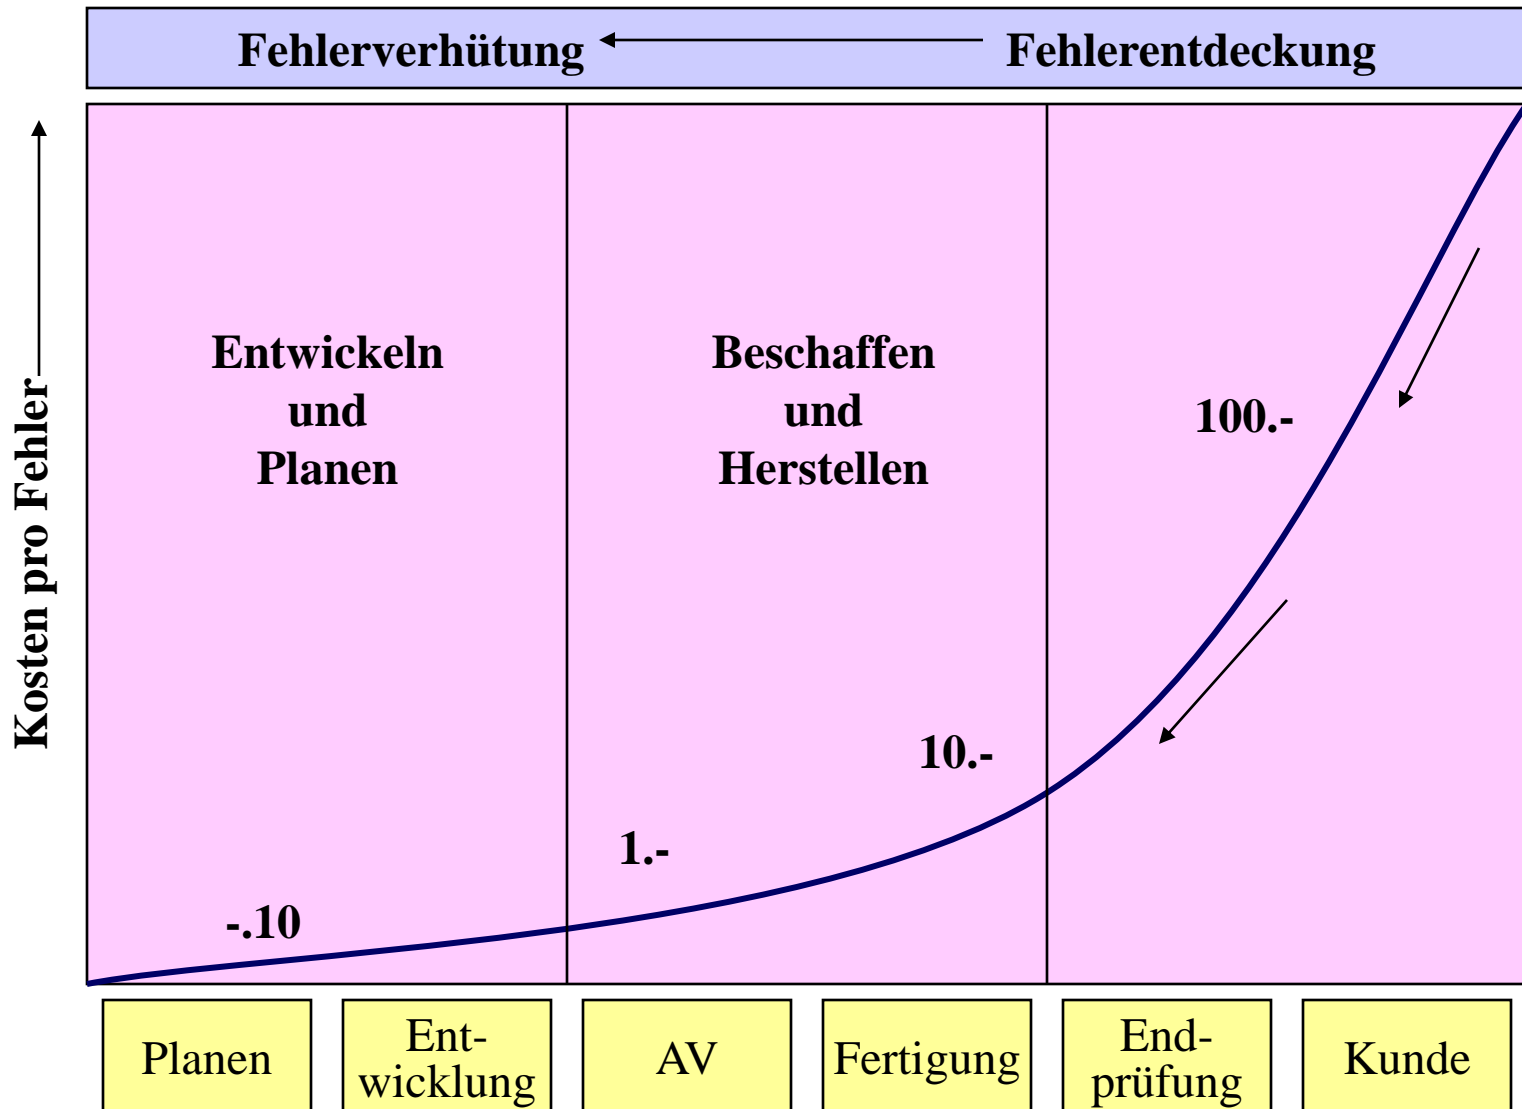 Fehlerverhütung
Fehlerentdeckung
Kosten pro Fehler
Entwickeln
und
Planen
Beschaffen
und
Herstellen
100.-
10.-
1.-
-.10
Planen
Ent-
wicklung
AV
Fertigung
End-
prüfung
Kunde